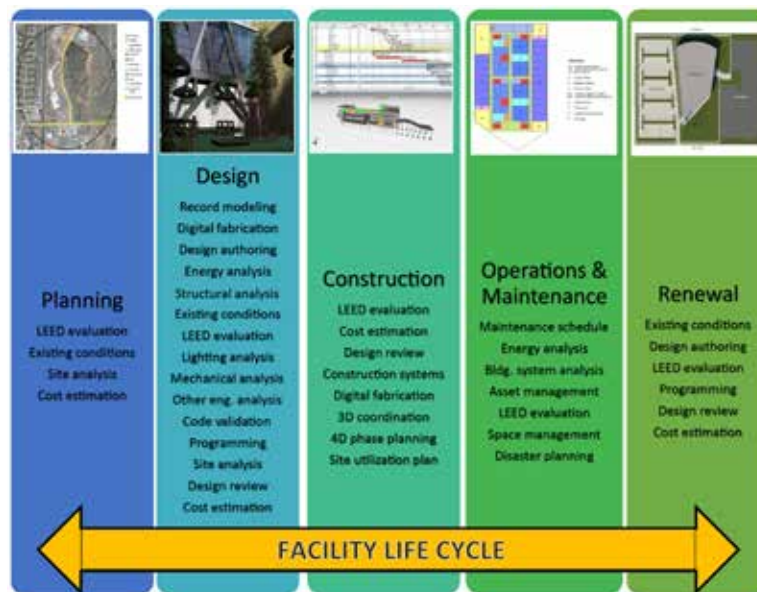 Planning
LEED evaluation
Existing conditions
Site analysis
Cost estimation
Design
Record modeling
Digital fabrication
Design authoring
Energy analysis
Structural analysis
Existing conditions
LEED evaluation
Lighting analysis
Mechanical analysis
Other eng. analysis
Code validation
Programming
Site analysis
Design review
Cost estimation
Construction
LEED evaluation
Cost estimation
Design review
Construction systems
Digital fabrication
3D coordination
4D phase planning
Site utilization plan
Operations &
Maintenance
Maintenance schedule
Energy analysis
Bldg. system analysis
Asset management
LEED evaluation
Space management
Disaster planning
Renewal
Existing conditions
Design authoring
LEED evaluation
Programming
Design review
Cost estimation
FACILITY LIFE CYCLE